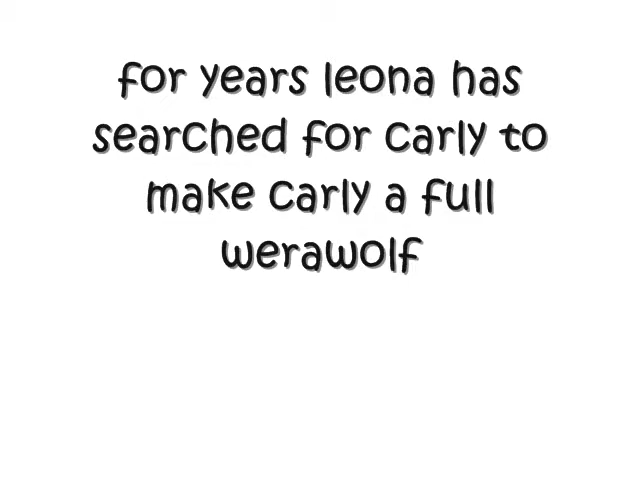 for years leona has
searched for carly to
make carly a full
werawolf